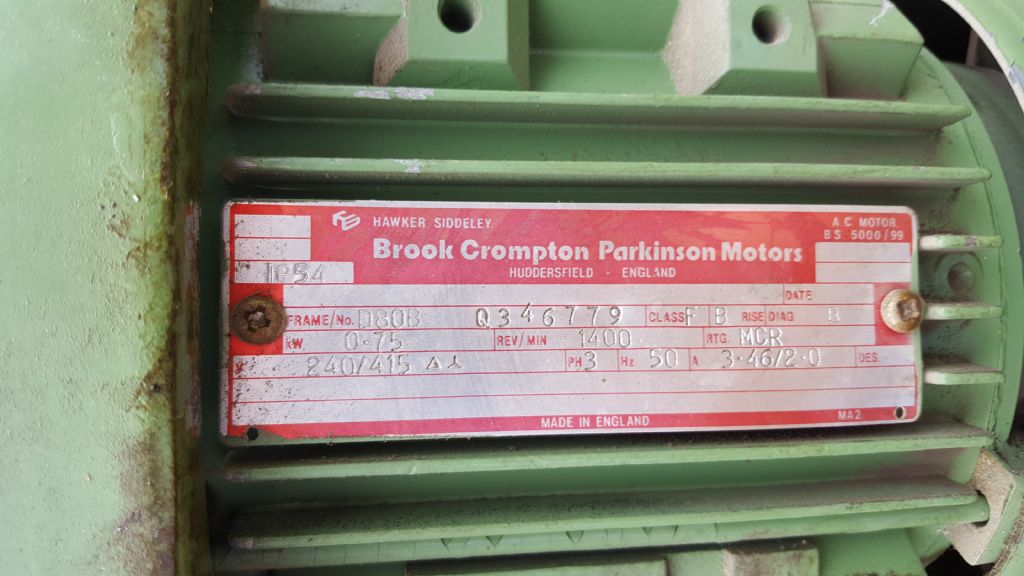 HAWKER SIDDELEY.
A.C. MOTOR.
B.S. 5000/99
Brook Crompton Parkinson Motors
HUDDERSFIELD - ENGLAND
IP54
DATE
FRAME/No. D80B Q346779 CLASS F B RISE DIAG B
kW. 0·75 REV/MIN 1400 RTG. MCR
V 240/415 △⅄ PH 3 Hz 50 A 3·46/2·0 DES.
MADE IN ENGLAND
MA2